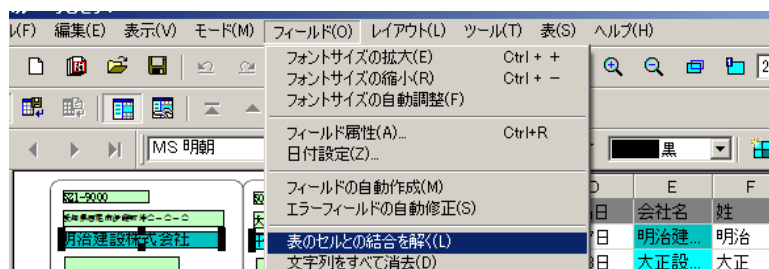 ル(F) 編集(E) 表示(V) モード(M) フィールド(O) レイアウト(L) ツール(T) 表(S) ヘルプ(H)
フォントサイズの拡大(E) Ctrl + +
フォントサイズの縮小(R) Ctrl + −
フォントサイズの自動調整(F)
フィールド属性(A)... Ctrl+R
日付設定(Z)...
フィールドの自動作成(M)
エラーフィールドの自動修正(S)
表のセルとの結合を解く(L)
文字列をすべて消去(D)
2
MS 明朝
黒
E F
日 会社名 姓
7日 明治建... 明治
3日 大正設... 大正
521-9000
明治建設株式会社